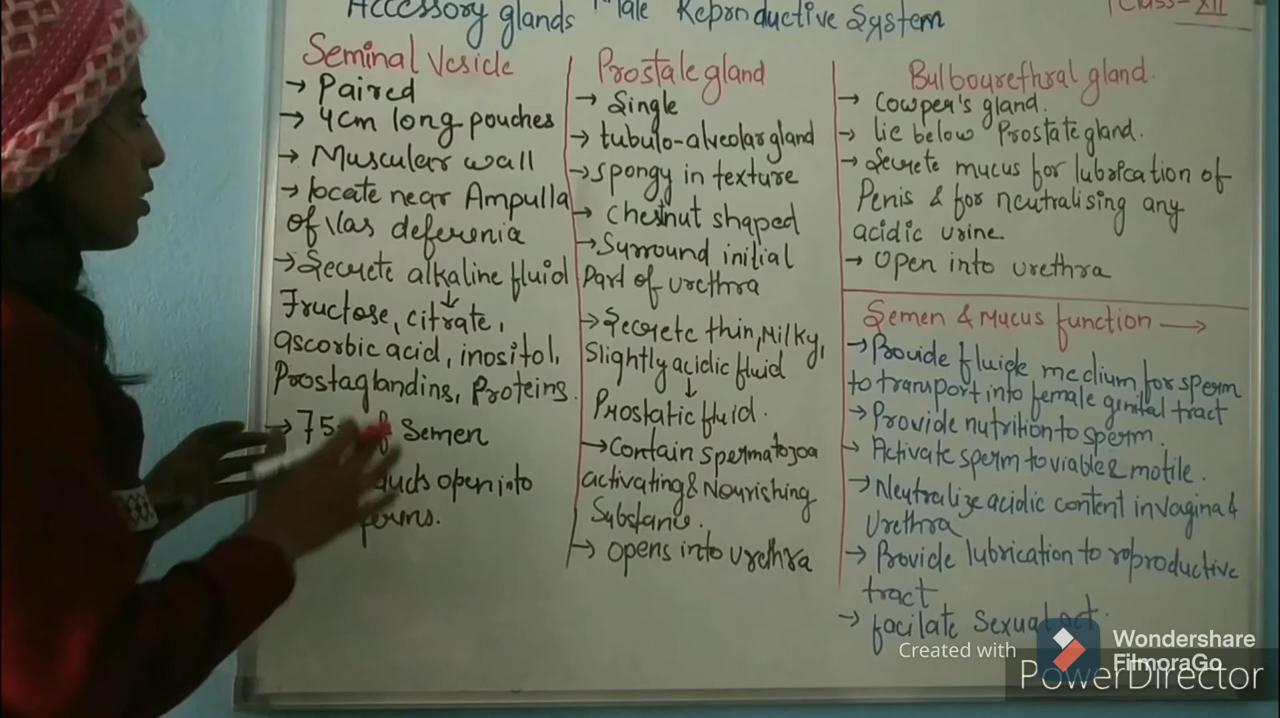 Accessory glands Male Reproductive System
Class-XII
Seminal Vesicle
→ Paired
→ 4cm long pouches
→ Muscular wall
→ locate near Ampulla
of Vas deferenia
→ Secrete alkaline fluid
↓
Fructose, citrate,
ascorbic acid, inositol,
Prostaglandins, Proteins.
→ 75 Semen
ducts open into
Prostale gland
→ Single
→ tubulo-alveolar gland
→ spongy in texture
→ chestnut shaped
→ Surround initial
Part of urethra
→ Secrete thin, Milky,
Slightly acidic fluid
↓
Prostatic fluid.
→ Contain spermatozoa
activating & Nourishing
Substance.
→ opens into urethra
Bulbourethral gland.
→ Cowper's gland.
→ lie below Prostate gland.
→ Secrete mucus for lubrication of
Penis & for neutralising any
acidic urine
→ Open into urethra
Semen & Mucus function →
→ Provide fluide medium for sperm
to transport into female genital tract
→ Provide nutrition to sperm.
→ Activate sperm to viable & motile.
→ Neutralize acidic content in vagina &
Urethra
→ Provide lubrication to reproductive
tract
→ facilate Sexual act.
Created with
Wondershare
FilmoraGo
PowerDirector